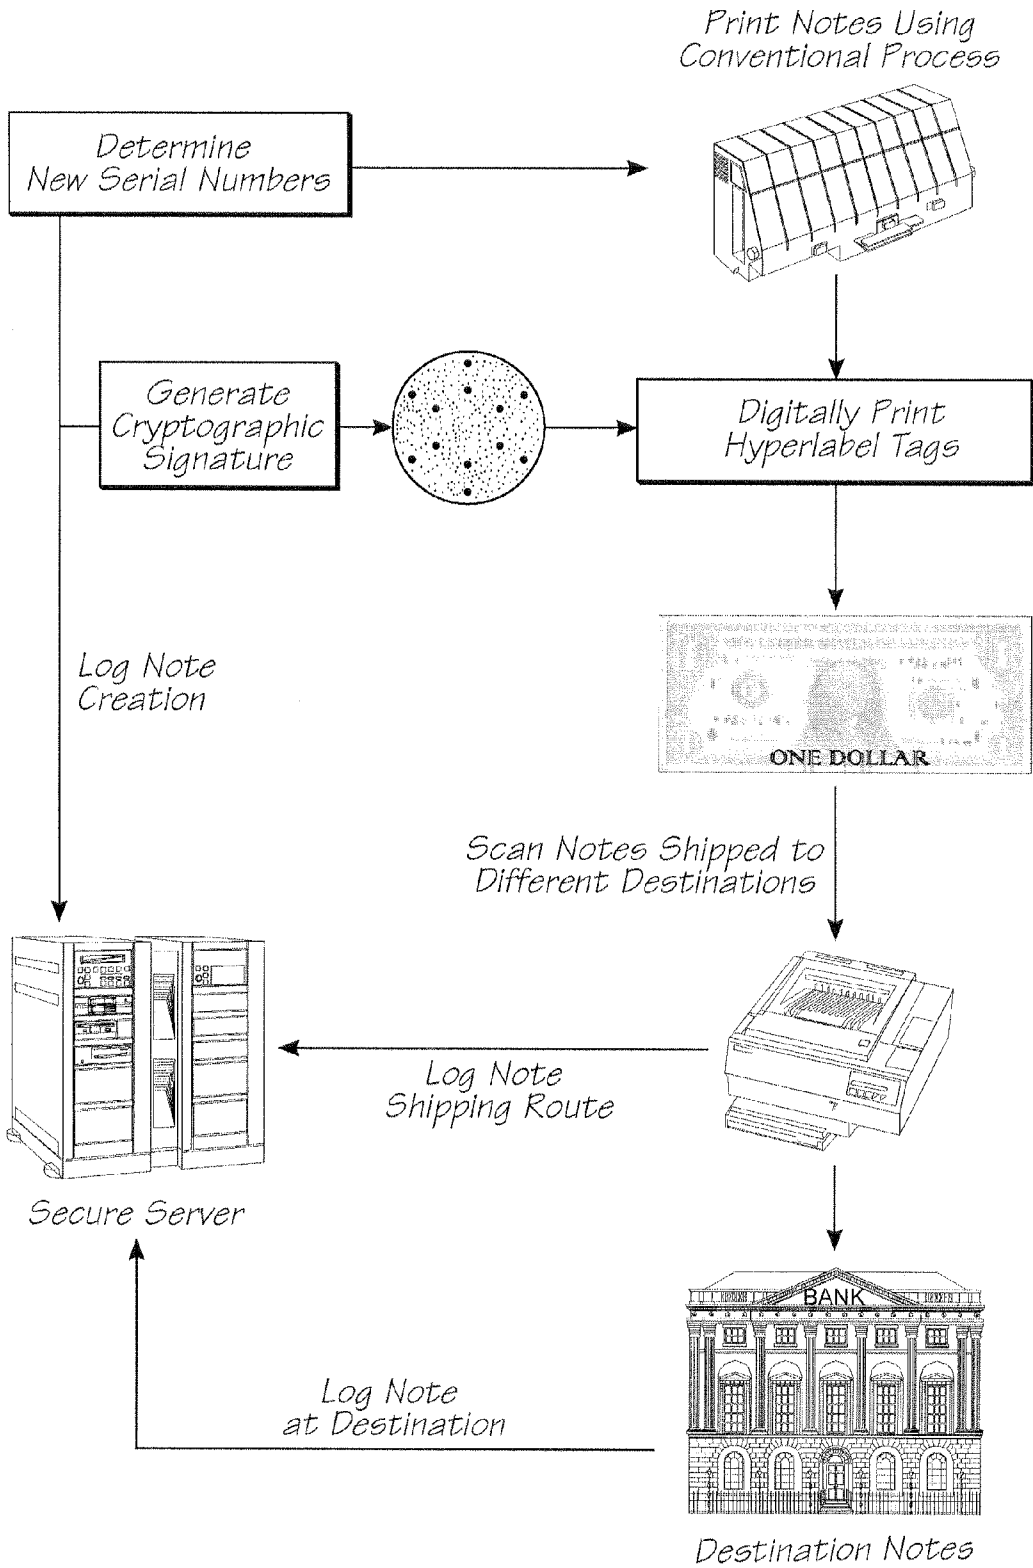 Print Notes Using
Conventional Process
Determine
New Serial Numbers
Generate
Cryptographic
Signature
Digitally Print
Hyperlabel Tags
Log Note
Creation
ONE DOLLAR
Scan Notes Shipped to
Different Destinations
Log Note
Shipping Route
Secure Server
BANK
Log Note
at Destination
Destination Notes